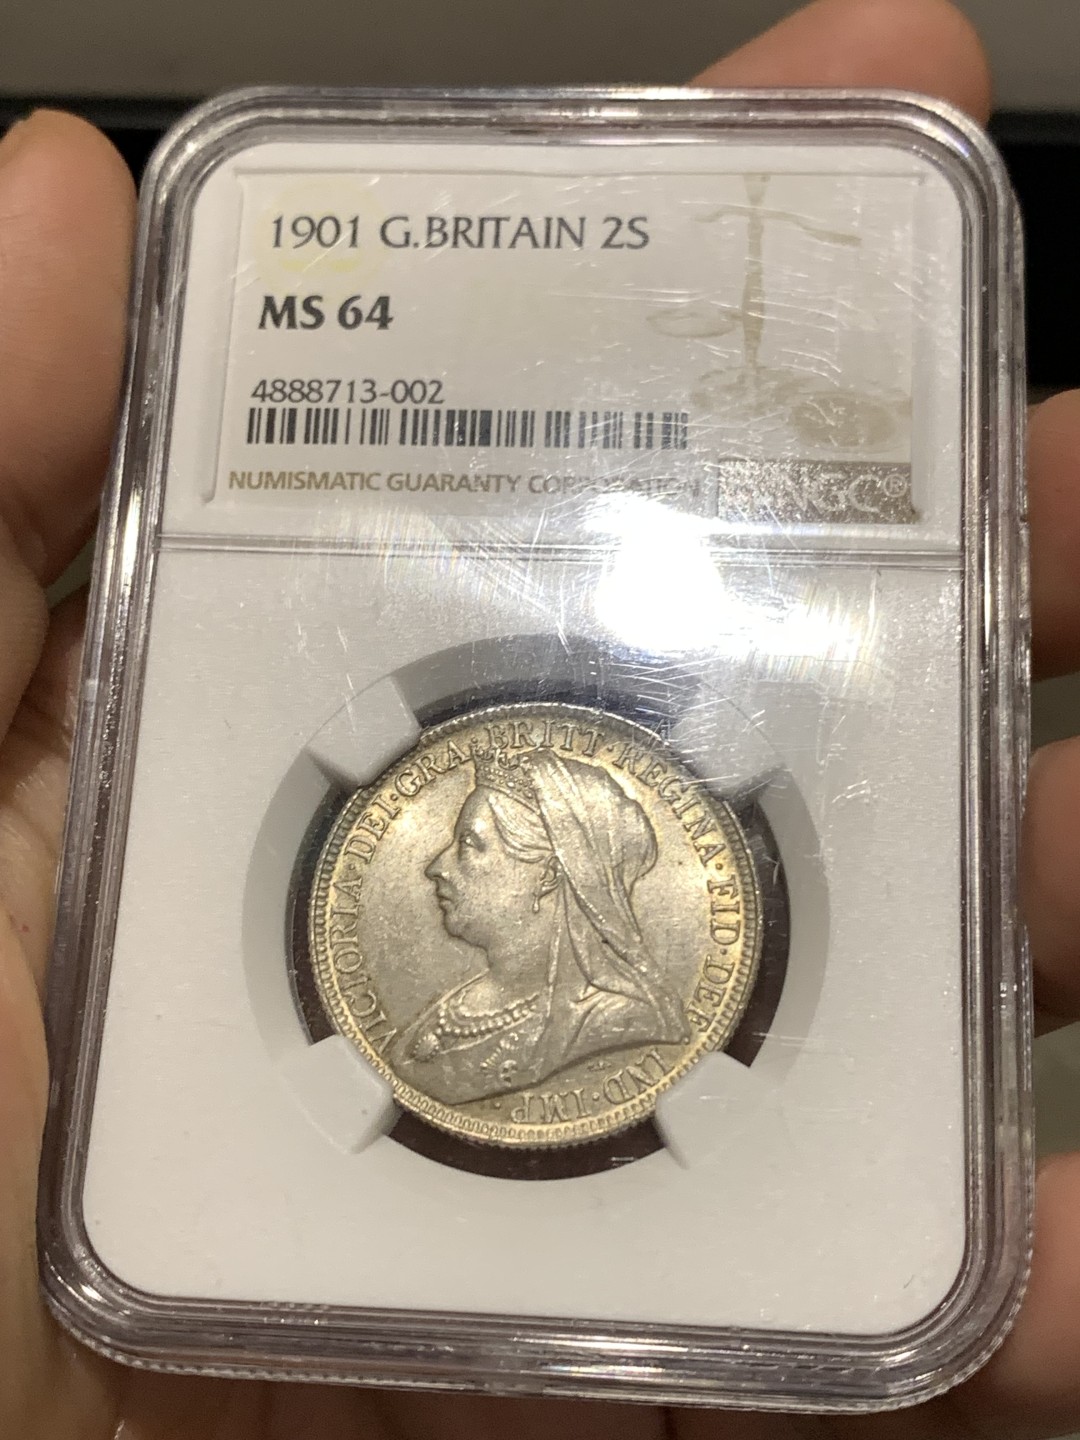 1901 G.BRITAIN 2S
MS 64
4888713-002
NUMISMATIC GUARANTY CORPORATION
NGC®
VICTORIA·DEI·GRA·BRITT·REGINA·FID·DEF·IND·IMP·